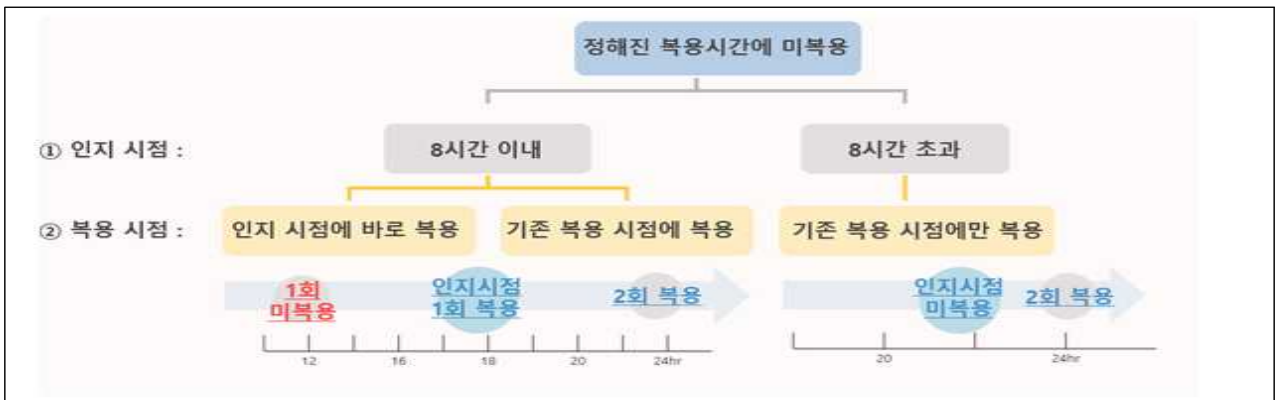 정해진 복용시간에 미복용
① 인지 시점 : 8시간 이내 8시간 초과
② 복용 시점 : 인지 시점에 바로 복용 기존 복용 시점에 복용 기존 복용 시점에만 복용
1회 미복용 인지시점 1회 복용 2회 복용 인지시점 미복용 2회 복용
12 16 18 20 24hr 20 24hr